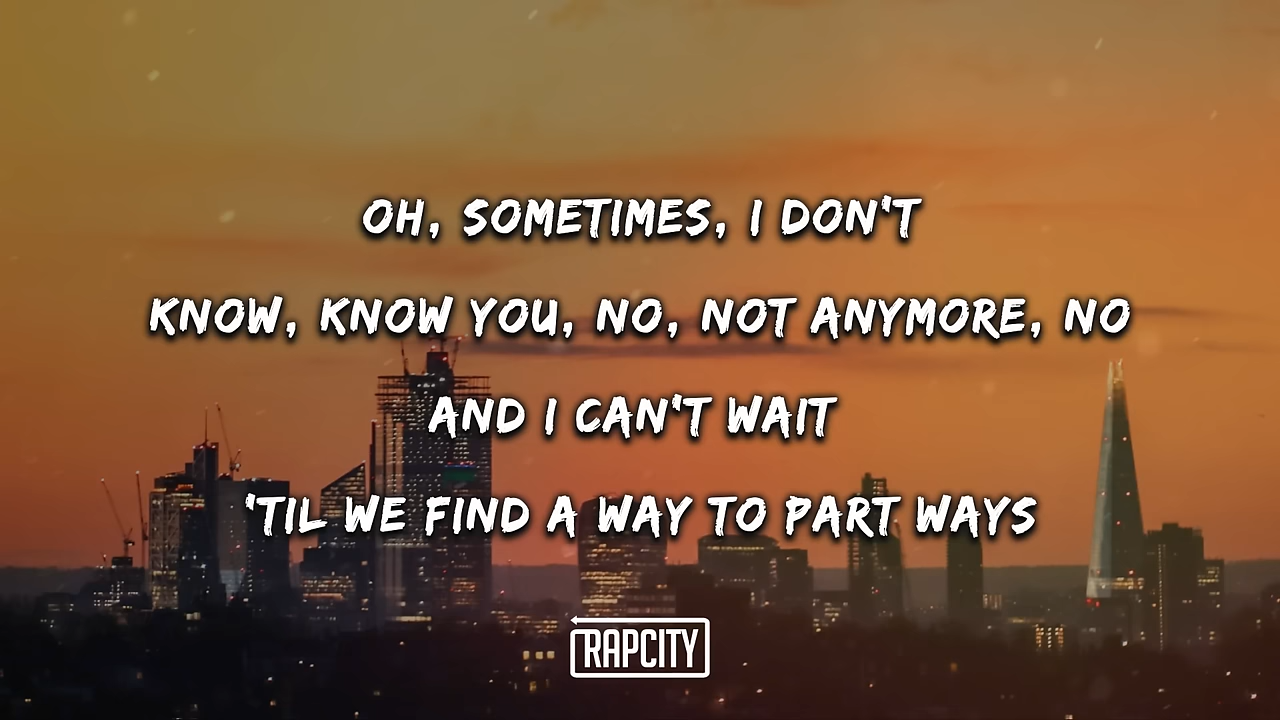 OH, SOMETIMES, I DON'T
KNOW, KNOW YOU, NO, NOT ANYMORE, NO
AND I CAN'T WAIT
'TIL WE FIND A WAY TO PART WAYS
RAPCITY